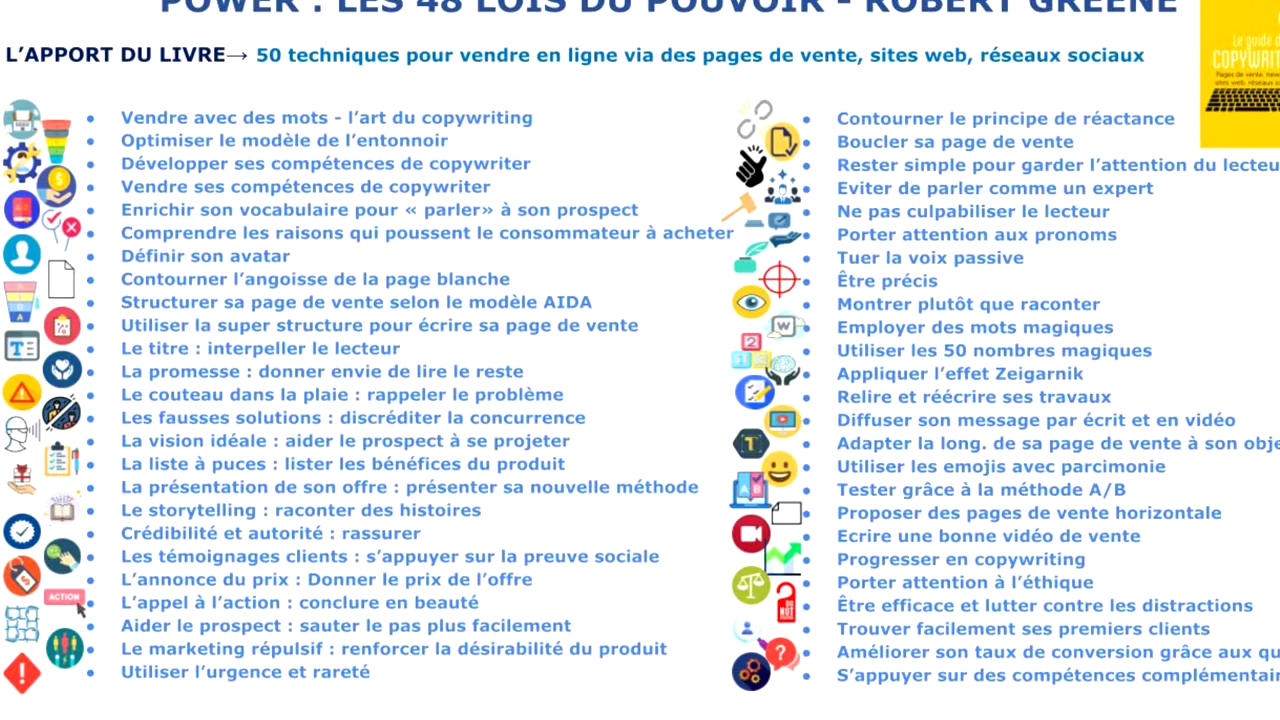 POWER : LES 48 LOIS DU POUVOIR - ROBERT GREENE
L’APPORT DU LIVRE→ 50 techniques pour vendre en ligne via des pages de vente, sites web, réseaux sociaux
Le guide d
COPYWRIT
Pages de vente, new
sites web, réseaux so
• Vendre avec des mots - l’art du copywriting
• Optimiser le modèle de l’entonnoir
• Développer ses compétences de copywriter
• Vendre ses compétences de copywriter
• Enrichir son vocabulaire pour « parler» à son prospect
• Comprendre les raisons qui poussent le consommateur à acheter
• Définir son avatar
• Contourner l’angoisse de la page blanche
• Structurer sa page de vente selon le modèle AIDA
• Utiliser la super structure pour écrire sa page de vente
• Le titre : interpeller le lecteur
• La promesse : donner envie de lire le reste
• Le couteau dans la plaie : rappeler le problème
• Les fausses solutions : discréditer la concurrence
• La vision idéale : aider le prospect à se projeter
• La liste à puces : lister les bénéfices du produit
• La présentation de son offre : présenter sa nouvelle méthode
• Le storytelling : raconter des histoires
• Crédibilité et autorité : rassurer
• Les témoignages clients : s’appuyer sur la preuve sociale
• L’annonce du prix : Donner le prix de l’offre
ACTION
• L’appel à l’action : conclure en beauté
• Aider le prospect : sauter le pas plus facilement
• Le marketing répulsif : renforcer la désirabilité du produit
• Utiliser l’urgence et rareté
• Contourner le principe de réactance
• Boucler sa page de vente
• Rester simple pour garder l’attention du lecteu
• Eviter de parler comme un expert
• Ne pas culpabiliser le lecteur
• Porter attention aux pronoms
• Tuer la voix passive
• Être précis
• Montrer plutôt que raconter
• Employer des mots magiques
• Utiliser les 50 nombres magiques
• Appliquer l’effet Zeigarnik
• Relire et réécrire ses travaux
• Diffuser son message par écrit et en vidéo
• Adapter la long. de sa page de vente à son obje
• Utiliser les emojis avec parcimonie
• Tester grâce à la méthode A/B
• Proposer des pages de vente horizontale
• Ecrire une bonne vidéo de vente
• Progresser en copywriting
• Porter attention à l’éthique
• Être efficace et lutter contre les distractions
• Trouver facilement ses premiers clients
• Améliorer son taux de conversion grâce aux qu
• S’appuyer sur des compétences complémentair